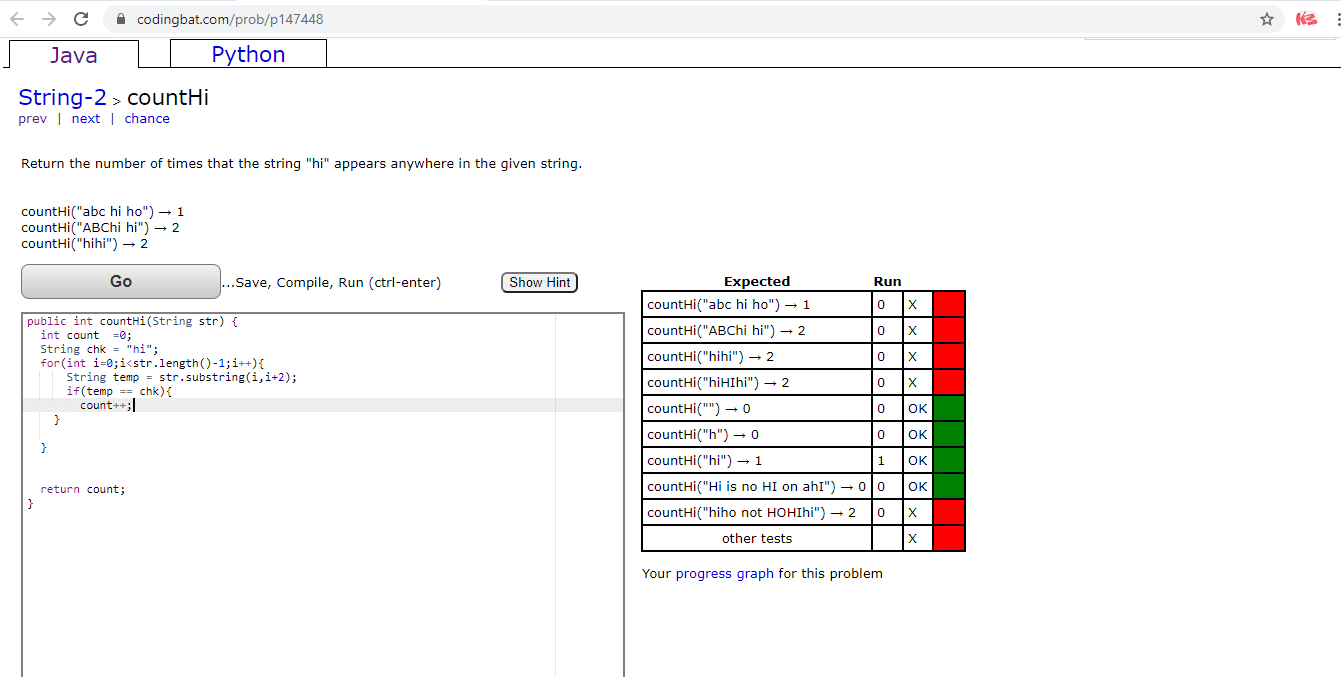 codingbat.com/prob/p147448
Java
Python
String-2 > countHi
prev | next | chance
Return the number of times that the string "hi" appears anywhere in the given string.
countHi("abc hi ho") → 1
countHi("ABChi hi") → 2
countHi("hihi") → 2
Go
...Save, Compile, Run (ctrl-enter)
Show Hint
public int countHi(String str) {
  int count  =0;
  String chk = "hi";
  for(int i=0;i<str.length()-1;i++){
      String temp = str.substring(i,i+2);
      if(temp == chk){
        count++;
    }
  }
  return count;
}
Expected Run
countHi("abc hi ho") → 1 0 X
countHi("ABChi hi") → 2 0 X
countHi("hihi") → 2 0 X
countHi("hiHIhi") → 2 0 X
countHi("") → 0 0 OK
countHi("h") → 0 0 OK
countHi("hi") → 1 1 OK
countHi("Hi is no HI on ahI") → 0 0 OK
countHi("hiho not HOHIhi") → 2 0 X
other tests X
Your progress graph for this problem